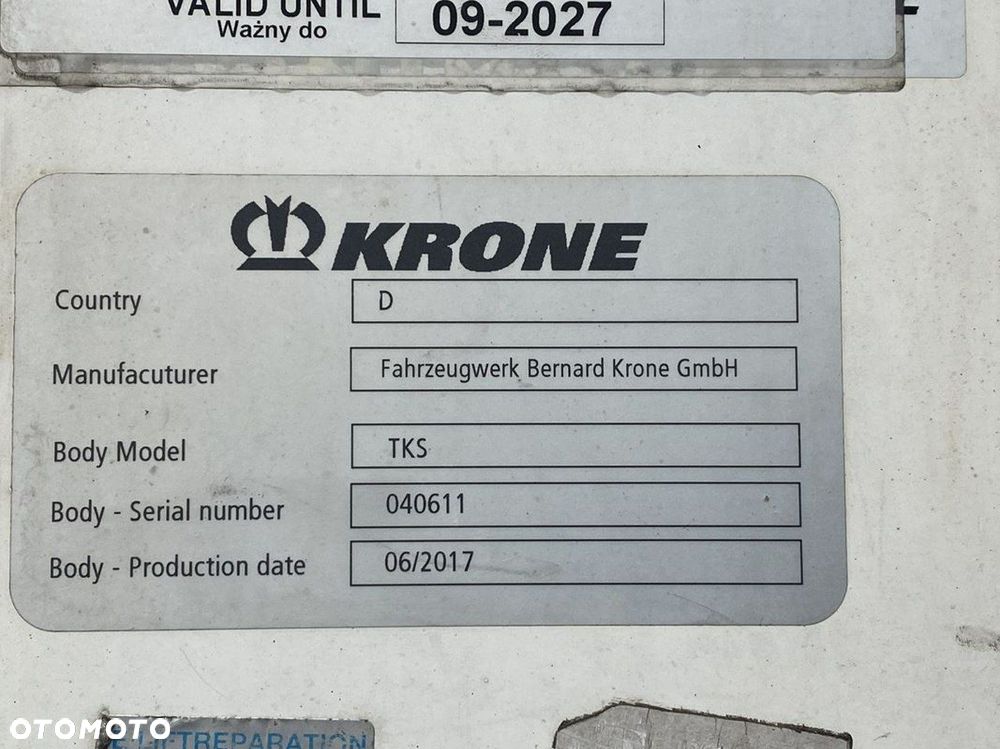 VALID UNTIL
Ważny do
09-2027
KRONE
Country
D
Manufacuturer
Fahrzeugwerk Bernard Krone GmbH
Body Model
TKS
Body - Serial number
040611
Body - Production date
06/2017
OTOMOTO
LIFTREPARATION